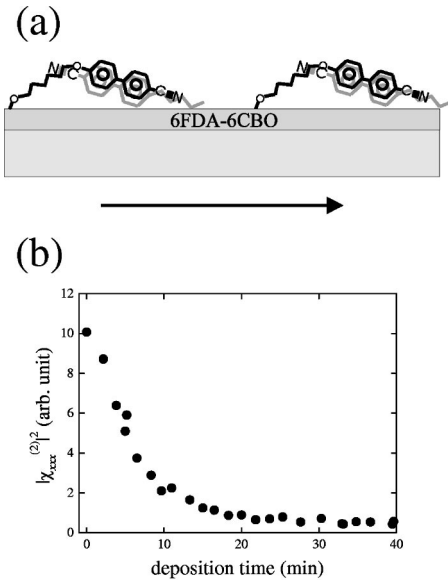 (a)
N C O C N N C O C N
O O
6FDA-6CBO
(b)
|χxxx(2)|2 (arb. unit)
12
10
8
6
4
2
0
0 10 20 30 40
deposition time (min)